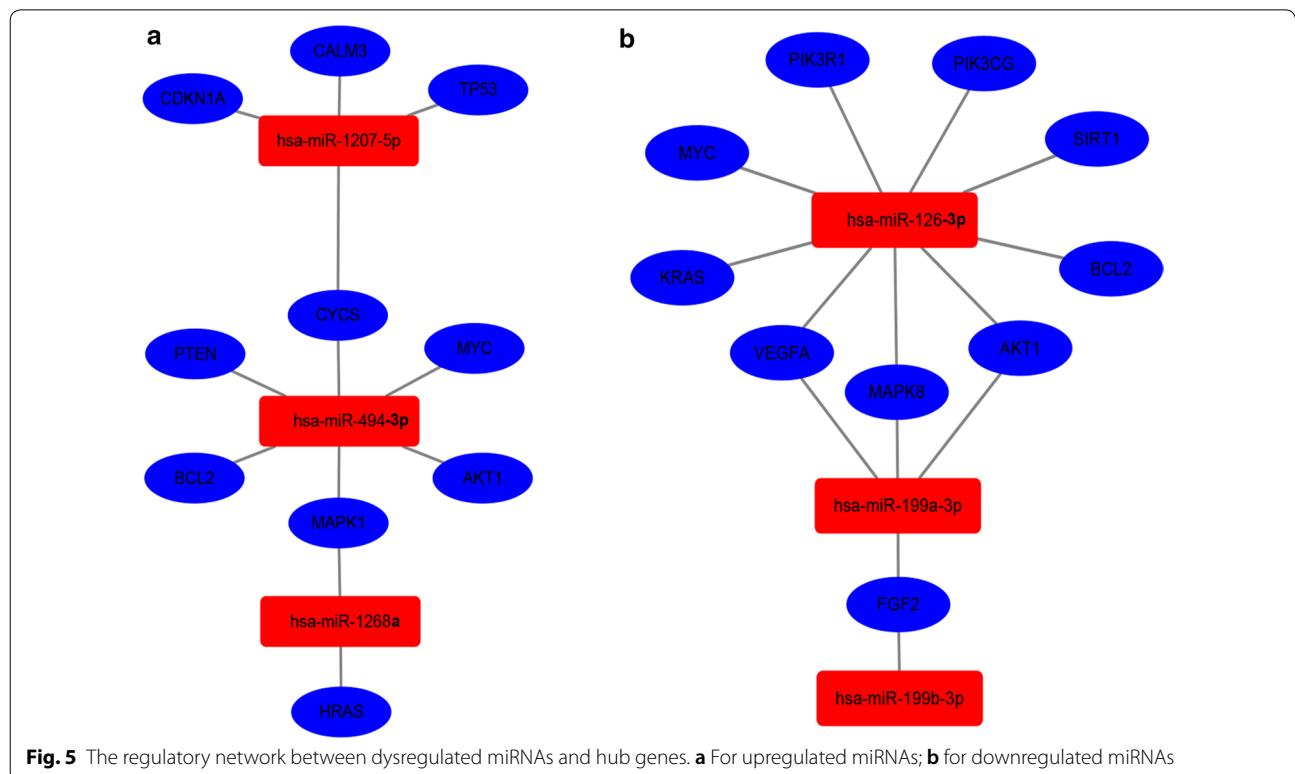 a
CALM3
CDKN1A
TP53
hsa-miR-1207-5p
CYCS
PTEN
MYC
hsa-miR-494-3p
BCL2
AKT1
MAPK1
hsa-miR-1268a
HRAS
b
PIK3R1
PIK3CG
MYC
SIRT1
hsa-miR-126-3p
KRAS
BCL2
VEGFA
AKT1
MAPK8
hsa-miR-199a-3p
FGF2
hsa-miR-199b-3p
Fig. 5 The regulatory network between dysregulated miRNAs and hub genes. a For upregulated miRNAs; b for downregulated miRNAs